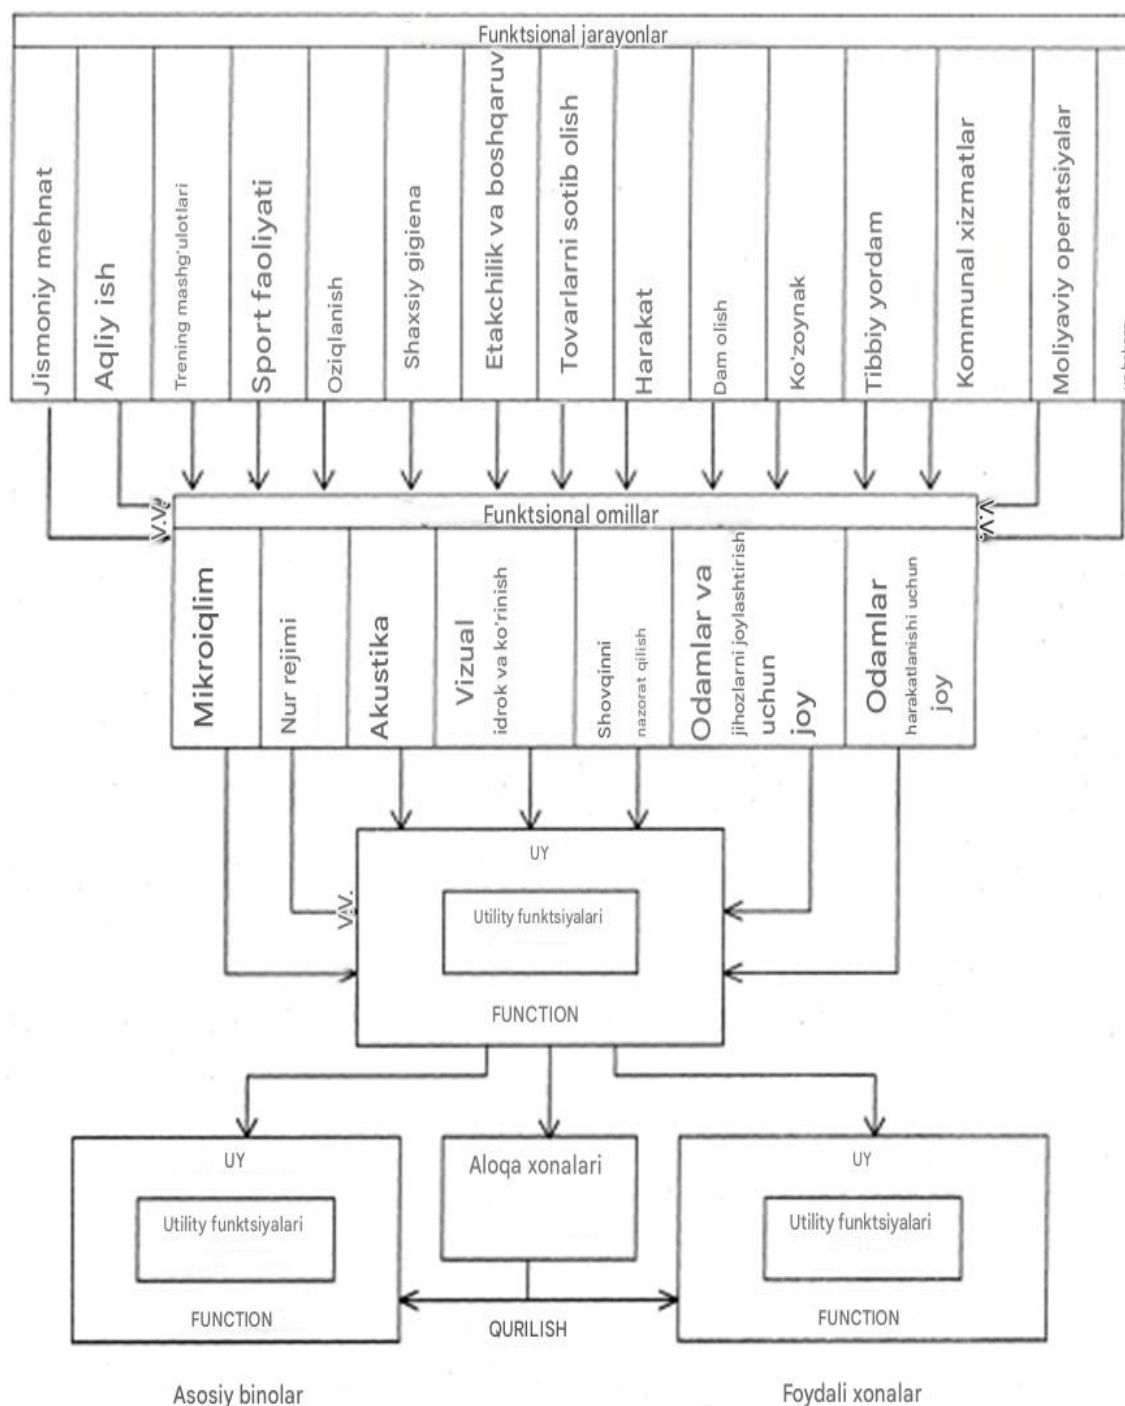 Funktsional jarayonlar
Jismoniy mehnat
Aqliy ish
Trening mashg'ulotlari
Sport faoliyati
Oziqlanish
Shaxsiy gigiena
Etakchilik va boshqaruv
Tovarlarni sotib olish
Harakat
Dam olish
Ko'zoynak
Tibbiy yordam
Kommunal xizmatlar
Moliyaviy operatsiyalar
V.V.
V.V.
Funktsional omillar
Mikroiqlim
Nur rejimi
Akustika
Vizual
idrok va ko'rinish
Shovqinni
nazorat qilish
Odamlar va
jihozlarni joylashtirish
uchun
joy
Odamlar
harakatlanishi uchun
joy
UY
V.V.
Utility funktsiyalari
FUNCTION
UY
Utility funktsiyalari
FUNCTION
Aloqa xonalari
UY
Utility funktsiyalari
FUNCTION
QURILISH
Asosiy binolar
Foydali xonalar